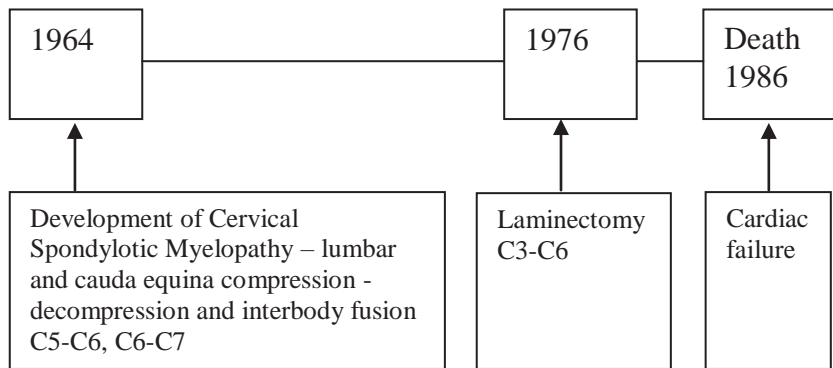 1964
1976
Death
1986
Development of Cervical
Spondylotic Myelopathy – lumbar
and cauda equina compression -
decompression and interbody fusion
C5-C6, C6-C7
Laminectomy
C3-C6
Cardiac
failure